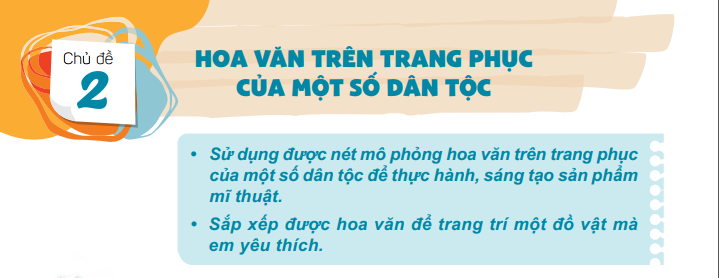 Chủ đề
2
HOA VĂN TRÊN TRANG PHỤC
CỦA MỘT SỐ DÂN TỘC
• Sử dụng được nét mô phỏng hoa văn trên trang phục
của một số dân tộc để thực hành, sáng tạo sản phẩm
mĩ thuật.
• Sắp xếp được hoa văn để trang trí một đồ vật mà
em yêu thích.